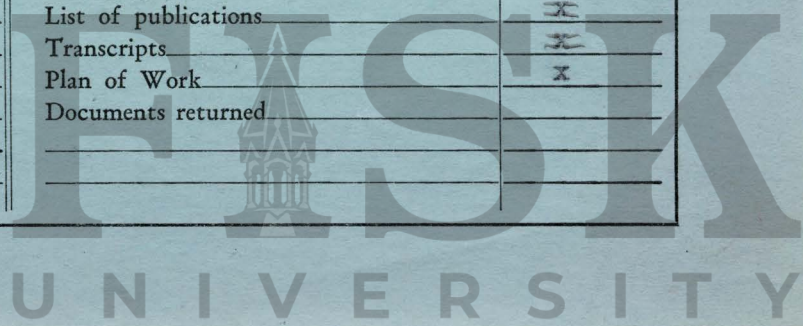 List of publications X
Transcripts X
Plan of Work X
Documents returned
FISK
UNIVERSITY